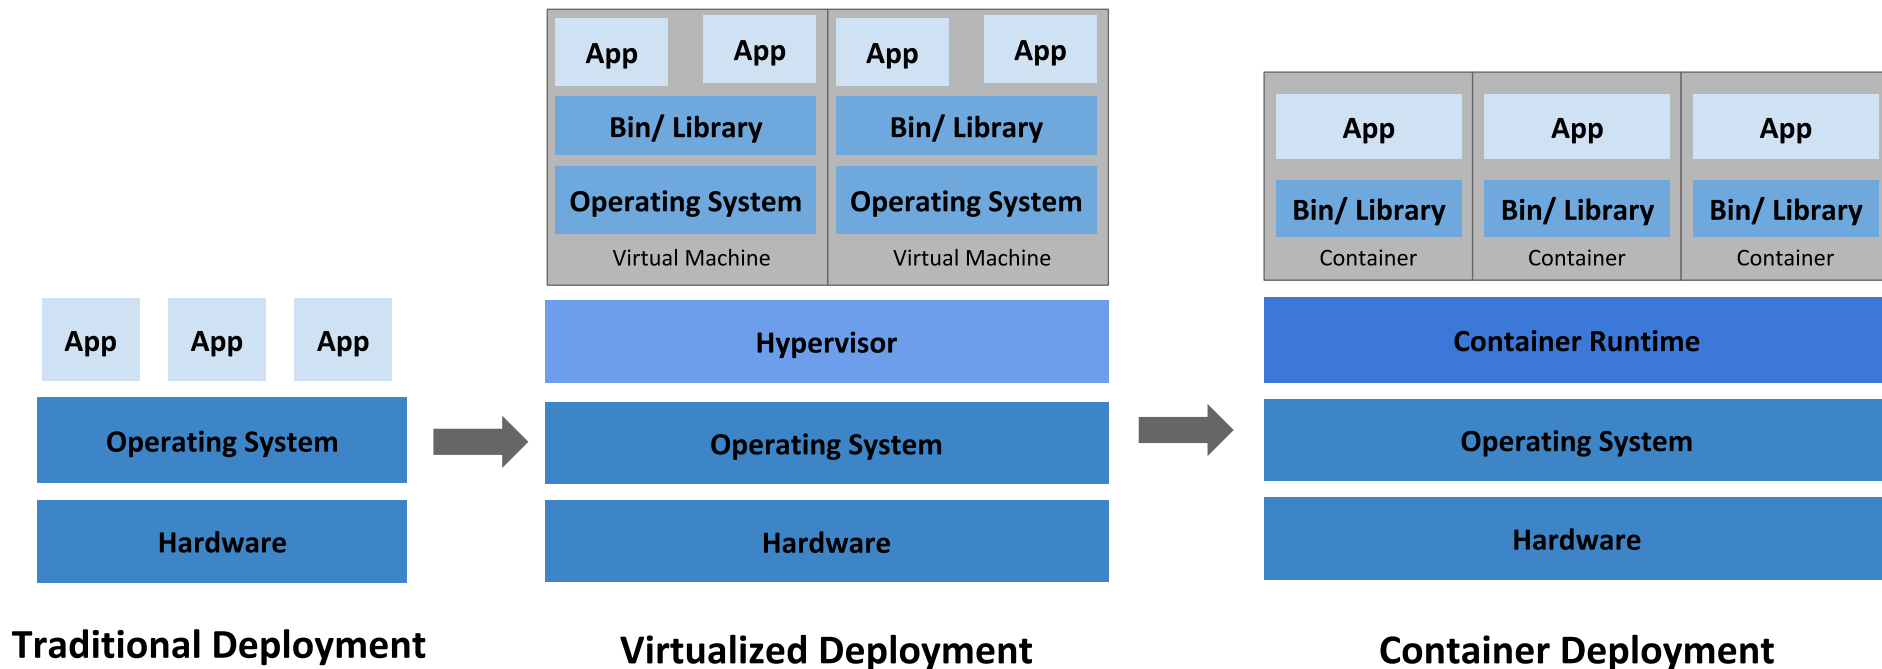 App App App
Operating System
Hardware
Traditional Deployment
App App App App
Bin/ Library Bin/ Library
Operating System Operating System
Virtual Machine Virtual Machine
Hypervisor
Operating System
Hardware
Virtualized Deployment
App App App
Bin/ Library Bin/ Library Bin/ Library
Container Container Container
Container Runtime
Operating System
Hardware
Container Deployment